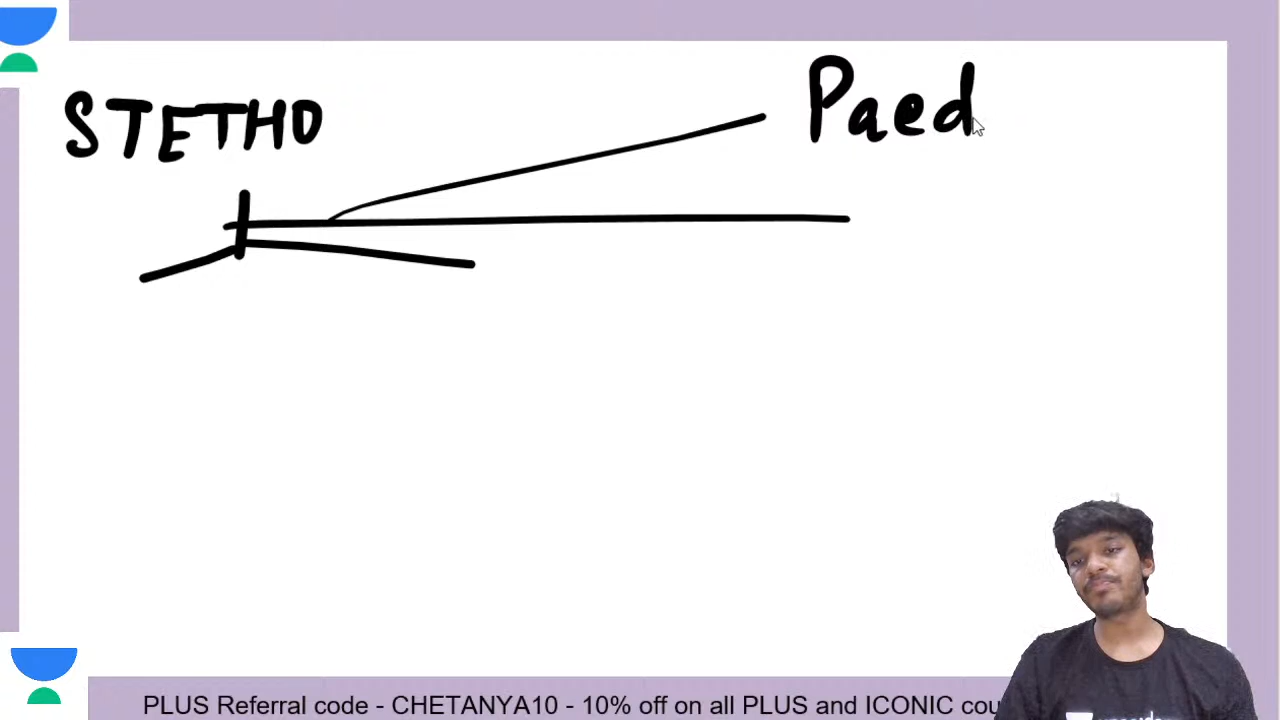 STETHO
Paed
PLUS Referral code - CHETANYA10 - 10% off on all PLUS and ICONIC cou